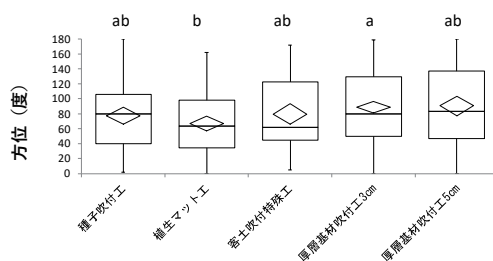 ab b ab a ab
方位（度）
180
160
140
120
100
80
60
40
20
0
種子吹付工
植生マット工
客土吹付特殊工
厚層基材吹付工3cm
厚層基材吹付工5cm